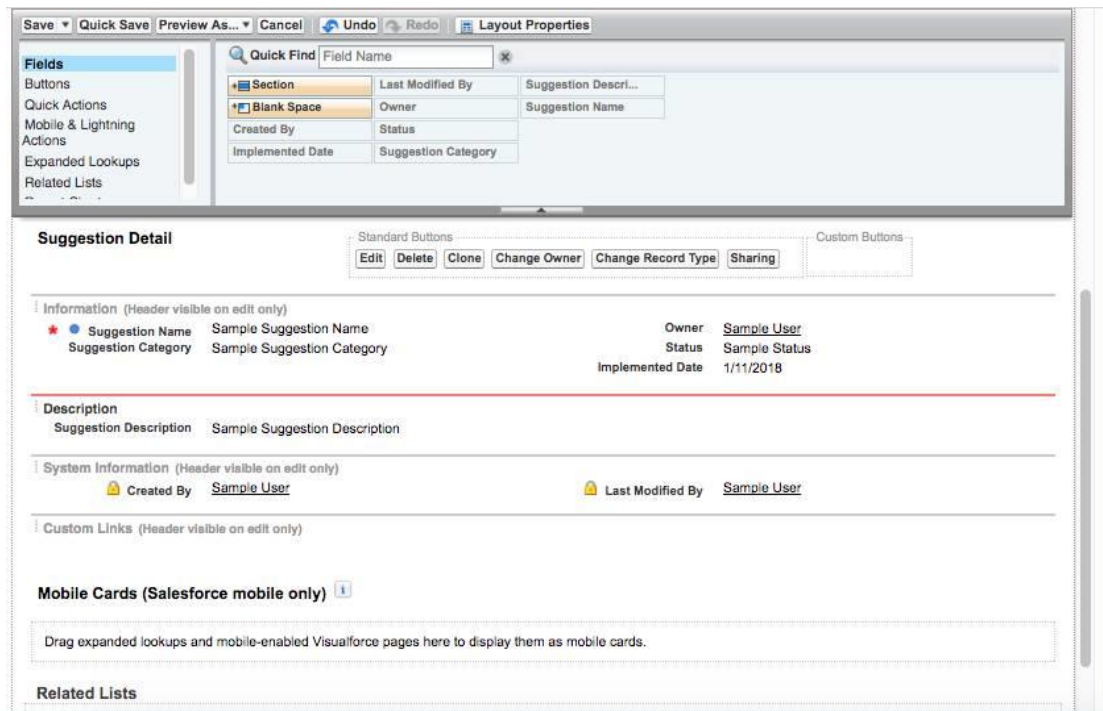 Save Quick Save Preview As... Cancel Undo Redo Layout Properties
Fields
Buttons
Quick Actions
Mobile & Lightning
Actions
Expanded Lookups
Related Lists
Quick Find Field Name
Section Last Modified By Suggestion Descri...
Blank Space Owner Suggestion Name
Created By Status
Implemented Date Suggestion Category
Suggestion Detail
Standard Buttons
Edit Delete Clone Change Owner Change Record Type Sharing
Custom Buttons
Information (Header visible on edit only)
Suggestion Name Sample Suggestion Name Owner Sample User
Suggestion Category Sample Suggestion Category Status Sample Status
Implemented Date 1/11/2018
Description
Suggestion Description Sample Suggestion Description
System Information (Header visible on edit only)
Created By Sample User Last Modified By Sample User
Custom Links (Header visible on edit only)
Mobile Cards (Salesforce mobile only) i
Drag expanded lookups and mobile-enabled Visualforce pages here to display them as mobile cards.
Related Lists